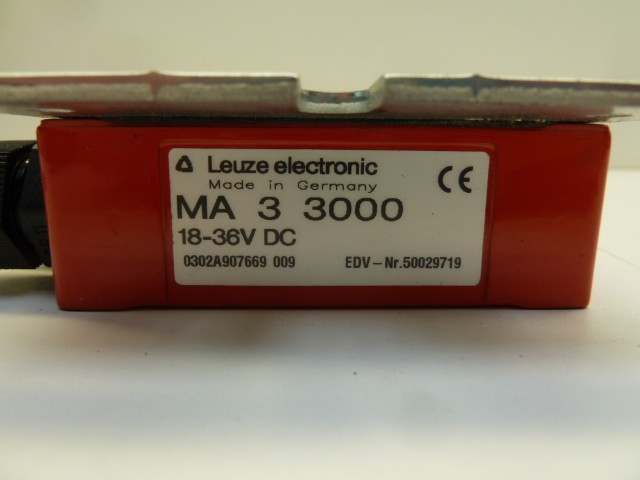 Leuze electronic
Made in Germany
CE
MA 3 3000
18-36V DC
0302A907669 009 EDV-Nr.50029719